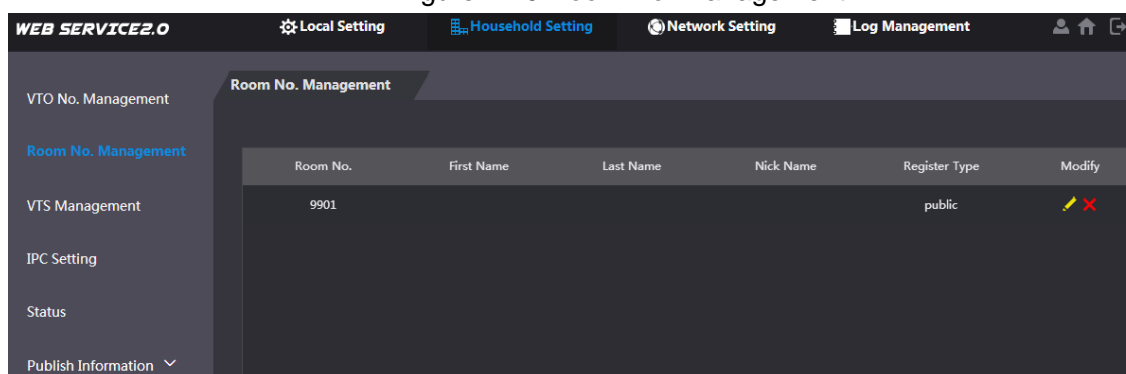 WEB SERVICE2.0 Local Setting Household Setting Network Setting Log Management
Room No. Management
VTO No. Management
Room No. Management
VTS Management
IPC Setting
Status
Publish Information
Room No. First Name Last Name Nick Name Register Type Modify
9901 public